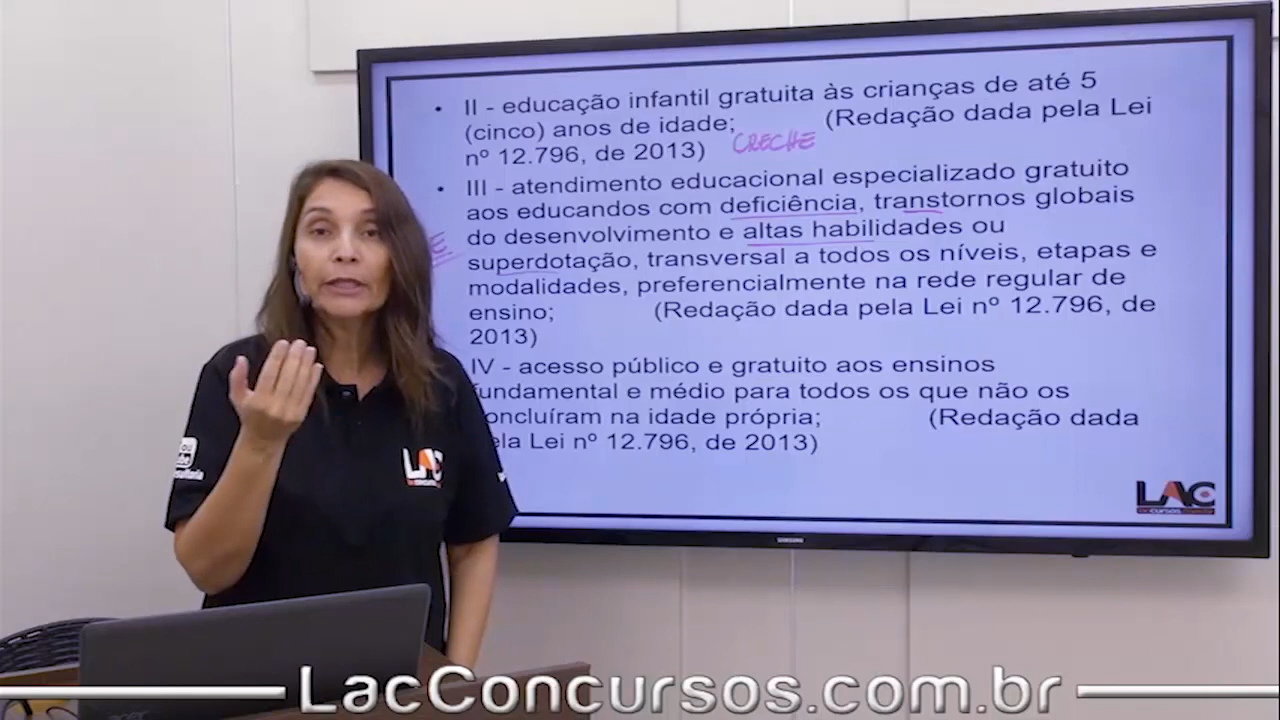 • II - educação infantil gratuita às crianças de até 5
(cinco) anos de idade; (Redação dada pela Lei
nº 12.796, de 2013) CRECHE
• III - atendimento educacional especializado gratuito
aos educandos com deficiência, transtornos globais
do desenvolvimento e altas habilidades ou
superdotação, transversal a todos os níveis, etapas e
modalidades, preferencialmente na rede regular de
ensino; (Redação dada pela Lei nº 12.796, de
2013)
IV - acesso público e gratuito aos ensinos
fundamental e médio para todos os que não os
concluíram na idade própria; (Redação dada
pela Lei nº 12.796, de 2013)
LAC
CONCURSOS
SAMSUNG
LAC
LacConcursos.com.br